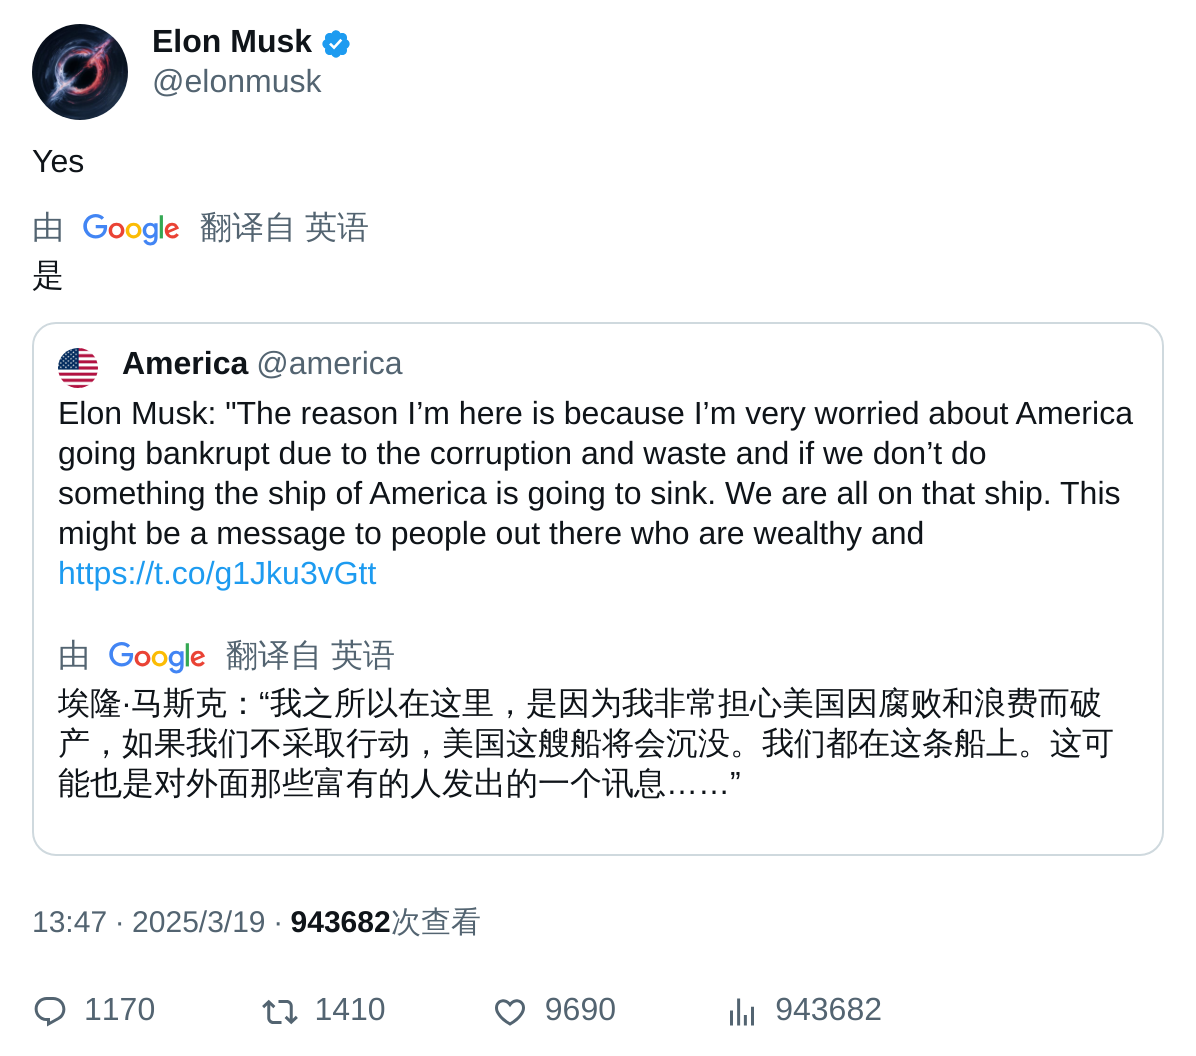 Elon Musk
@elonmusk
Yes
由 Google 翻译自 英语
是
America @america
Elon Musk: "The reason I’m here is because I’m very worried about America
going bankrupt due to the corruption and waste and if we don’t do
something the ship of America is going to sink. We are all on that ship. This
might be a message to people out there who are wealthy and
https://t.co/g1Jku3vGtt
由 Google 翻译自 英语
埃隆·马斯克：“我之所以在这里，是因为我非常担心美国因腐败和浪费而破
产，如果我们不采取行动，美国这艘船将会沉没。我们都在这条船上。这可
能也是对外面那些富有的人发出的一个讯息……”
13:47 · 2025/3/19 · 943682次查看
1170 1410 9690 943682